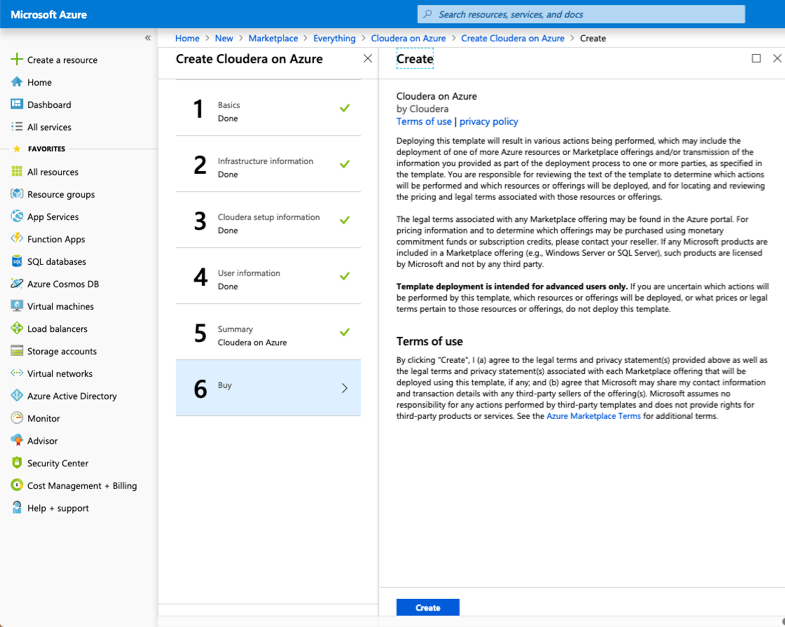 Microsoft Azure
Search resources, services, and docs
«
Create a resource
Home
Dashboard
All services
FAVORITES
All resources
Resource groups
App Services
Function Apps
SQL databases
Azure Cosmos DB
Virtual machines
Load balancers
Storage accounts
Virtual networks
Azure Active Directory
Monitor
Advisor
Security Center
Cost Management + Billing
Help + support
Home > New > Marketplace > Everything > Cloudera on Azure > Create Cloudera on Azure > Create
Create Cloudera on Azure
1 Basics
Done
2 Infrastructure information
Done
3 Cloudera setup information
Done
4 User information
Done
5 Summary
Cloudera on Azure
6 Buy
Create
Cloudera on Azure
by Cloudera
Terms of use | privacy policy
Deploying this template will result in various actions being performed, which may include the
deployment of one or more Azure resources or Marketplace offerings and/or transmission of the
information you provided as part of the deployment process to one or more parties, as specified in
the template. You are responsible for reviewing the text of the template to determine which actions
will be performed and which resources or offerings will be deployed, and for locating and reviewing
the pricing and legal terms associated with those resources or offerings.
The legal terms associated with any Marketplace offering may be found in the Azure portal. For
pricing information and to determine which offerings may be purchased using monetary
commitment funds or subscription credits, please contact your reseller. If any Microsoft products are
included in a Marketplace offering (e.g., Windows Server or SQL Server), such products are licensed
by Microsoft and not by any third party.
Template deployment is intended for advanced users only. If you are uncertain which actions will
be performed by this template, which resources or offerings will be deployed, or what prices or legal
terms pertain to those resources or offerings, do not deploy this template.
Terms of use
By clicking "Create", I (a) agree to the legal terms and privacy statement(s) provided above as well as
the legal terms and privacy statement(s) associated with each Marketplace offering that will be
deployed using this template, if any; and (b) agree that Microsoft may share my contact information
and transaction details with any third-party sellers of the offering(s). Microsoft assumes no
responsibility for any actions performed by third-party templates and does not provide rights for
third-party products or services. See the Azure Marketplace Terms for additional terms.
Create